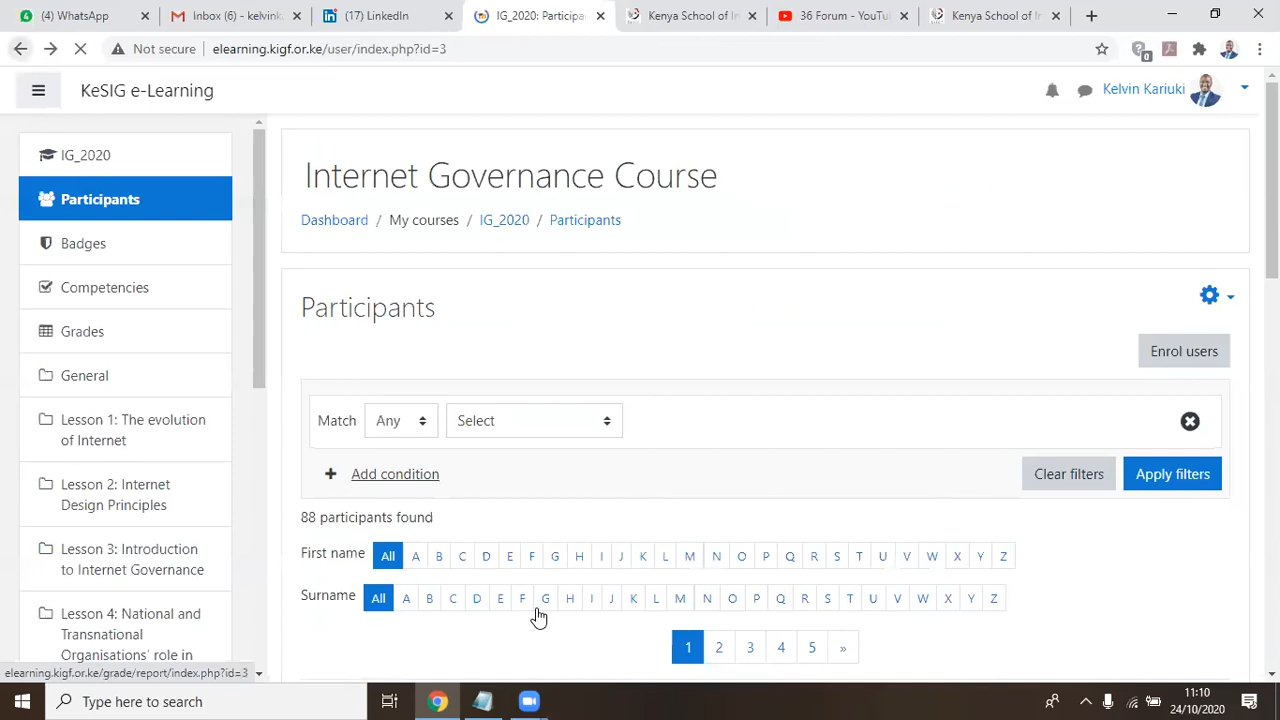 (4) WhatsApp
Inbox (6) - kelvink
(17) LinkedIn
IG_2020: Participa
Kenya School of In
36 Forum - YouTu
Kenya School of In
Not secure
elearning.kigf.or.ke/user/index.php?id=3
KeSIG e-Learning
Kelvin Kariuki
IG_2020
Participants
Badges
Competencies
Grades
General
Lesson 1: The evolution
of Internet
Lesson 2: Internet
Design Principles
Lesson 3: Introduction
to Internet Governance
Lesson 4: National and
Transnational
Organisations' role in
Internet Governance Course
Dashboard / My courses / IG_2020 / Participants
Participants
Enrol users
Match Any Select
+ Add condition
Clear filters
Apply filters
88 participants found
First name All A B C D E F G H I J K L M N O P Q R S T U V W X Y Z
Surname All A B C D E F G H I J K L M N O P Q R S T U V W X Y Z
1 2 3 4 5 »
elearning.kigf.or.ke/grade/report/index.php?id=3
Type here to search
11:10
24/10/2020